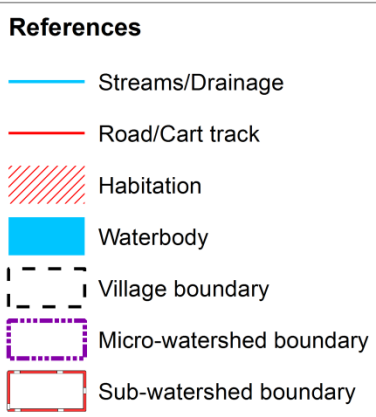 References
Streams/Drainage
Road/Cart track
Habitation
Waterbody
Village boundary
Micro-watershed boundary
Sub-watershed boundary